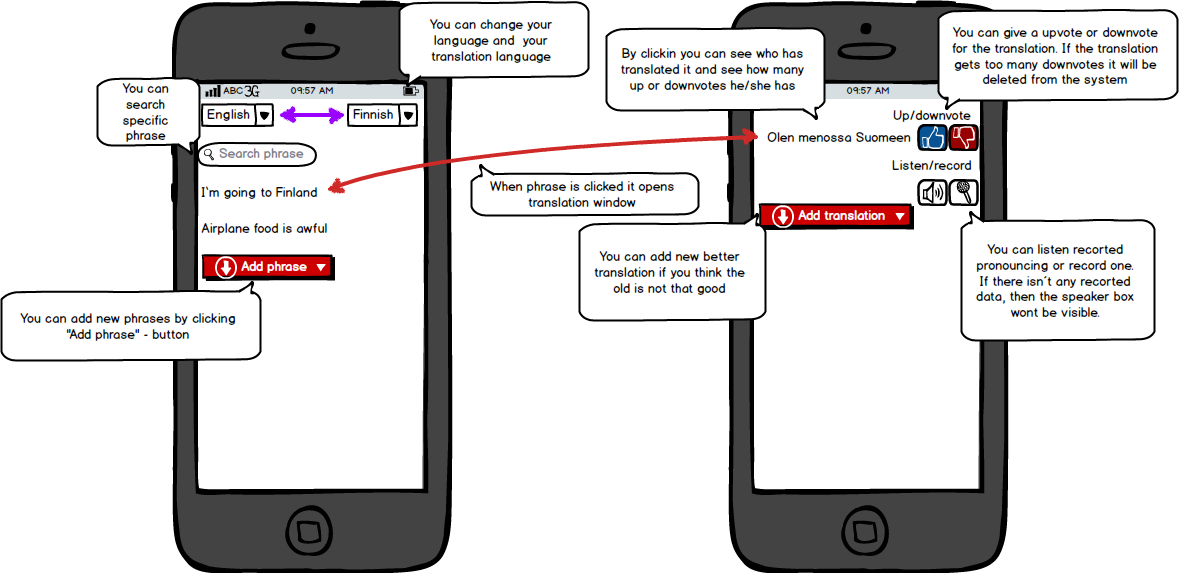 You can change your
language and your
translation language
You can
search
specific
phrase
ABC 3G
09:57 AM
English
Finnish
Search phrase
I'm going to Finland
Airplane food is awful
Add phrase
You can add new phrases by clicking
"Add phrase" - button
When phrase is clicked it opens
translation window
By clickin you can see who has
translated it and see how many
up or downvotes he/she has
You can give a upvote or downvote
for the translation. If the translation
gets too many downvotes it will be
deleted from the system
09:57 AM
Up/downvote
Olen menossa Suomeen
Listen/record
Add translation
You can add new better
translation if you think the
old is not that good
You can listen recorted
pronouncing or record one.
If there isn´t any recorted
data, then the speaker box
wont be visible.